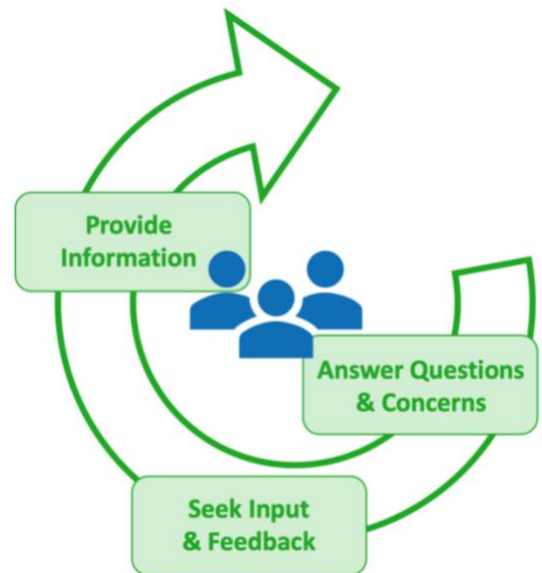 Provide
Information
Answer Questions
& Concerns
Seek Input
& Feedback